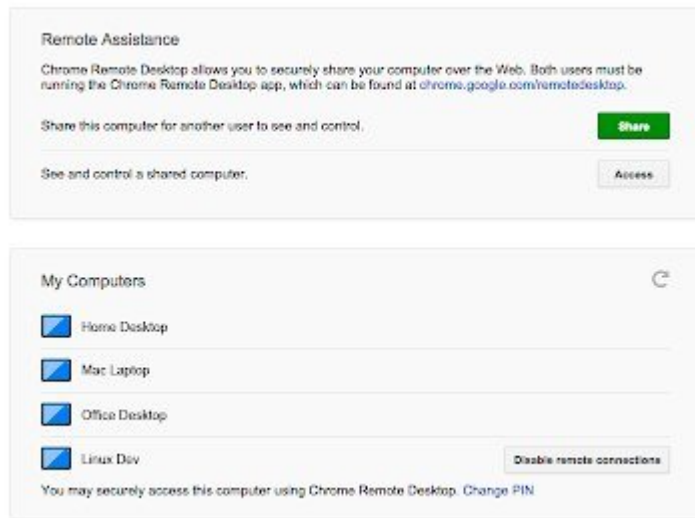 Remote Assistance
Chrome Remote Desktop allows you to securely share your computer over the Web. Both users must be
running the Chrome Remote Desktop app, which can be found at chrome.google.com/remotedesktop.
Share this computer for another user to see and control.
Share
See and control a shared computer.
Access
My Computers
Home Desktop
Mac Laptop
Office Desktop
Linux Dev
Disable remote connections
You may securely access this computer using Chrome Remote Desktop. Change PIN